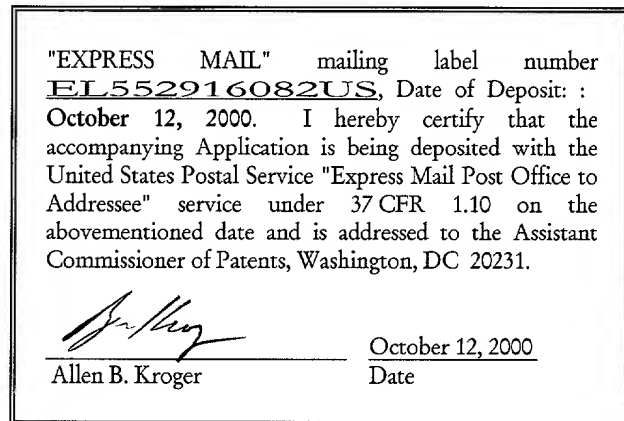 "EXPRESS MAIL" mailing label number
EL552916082US, Date of Deposit: :
October 12, 2000. I hereby certify that the
accompanying Application is being deposited with the
United States Postal Service "Express Mail Post Office to
Addressee" service under 37 CFR 1.10 on the
abovementioned date and is addressed to the Assistant
Commissioner of Patents, Washington, DC 20231.
October 12, 2000
Allen B. Kroger Date